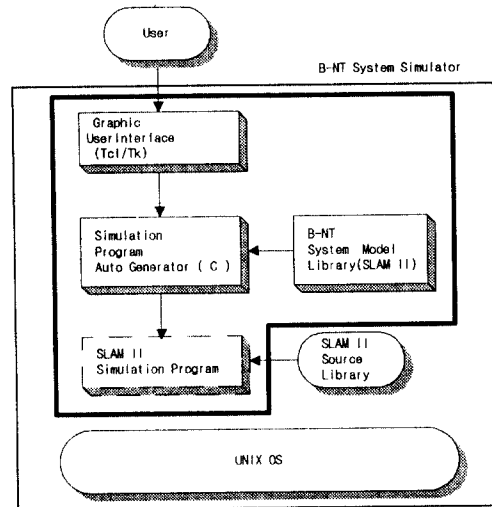 User
B-NT System Simulator
Graphic
UserInterface
(Tcl/Tk)
Simulation
Program
Auto Generator ( C )
B-NT
System Model
Library(SLAM II)
SLAM II
Simulation Program
SLAM II
Source
Library
UNIX OS